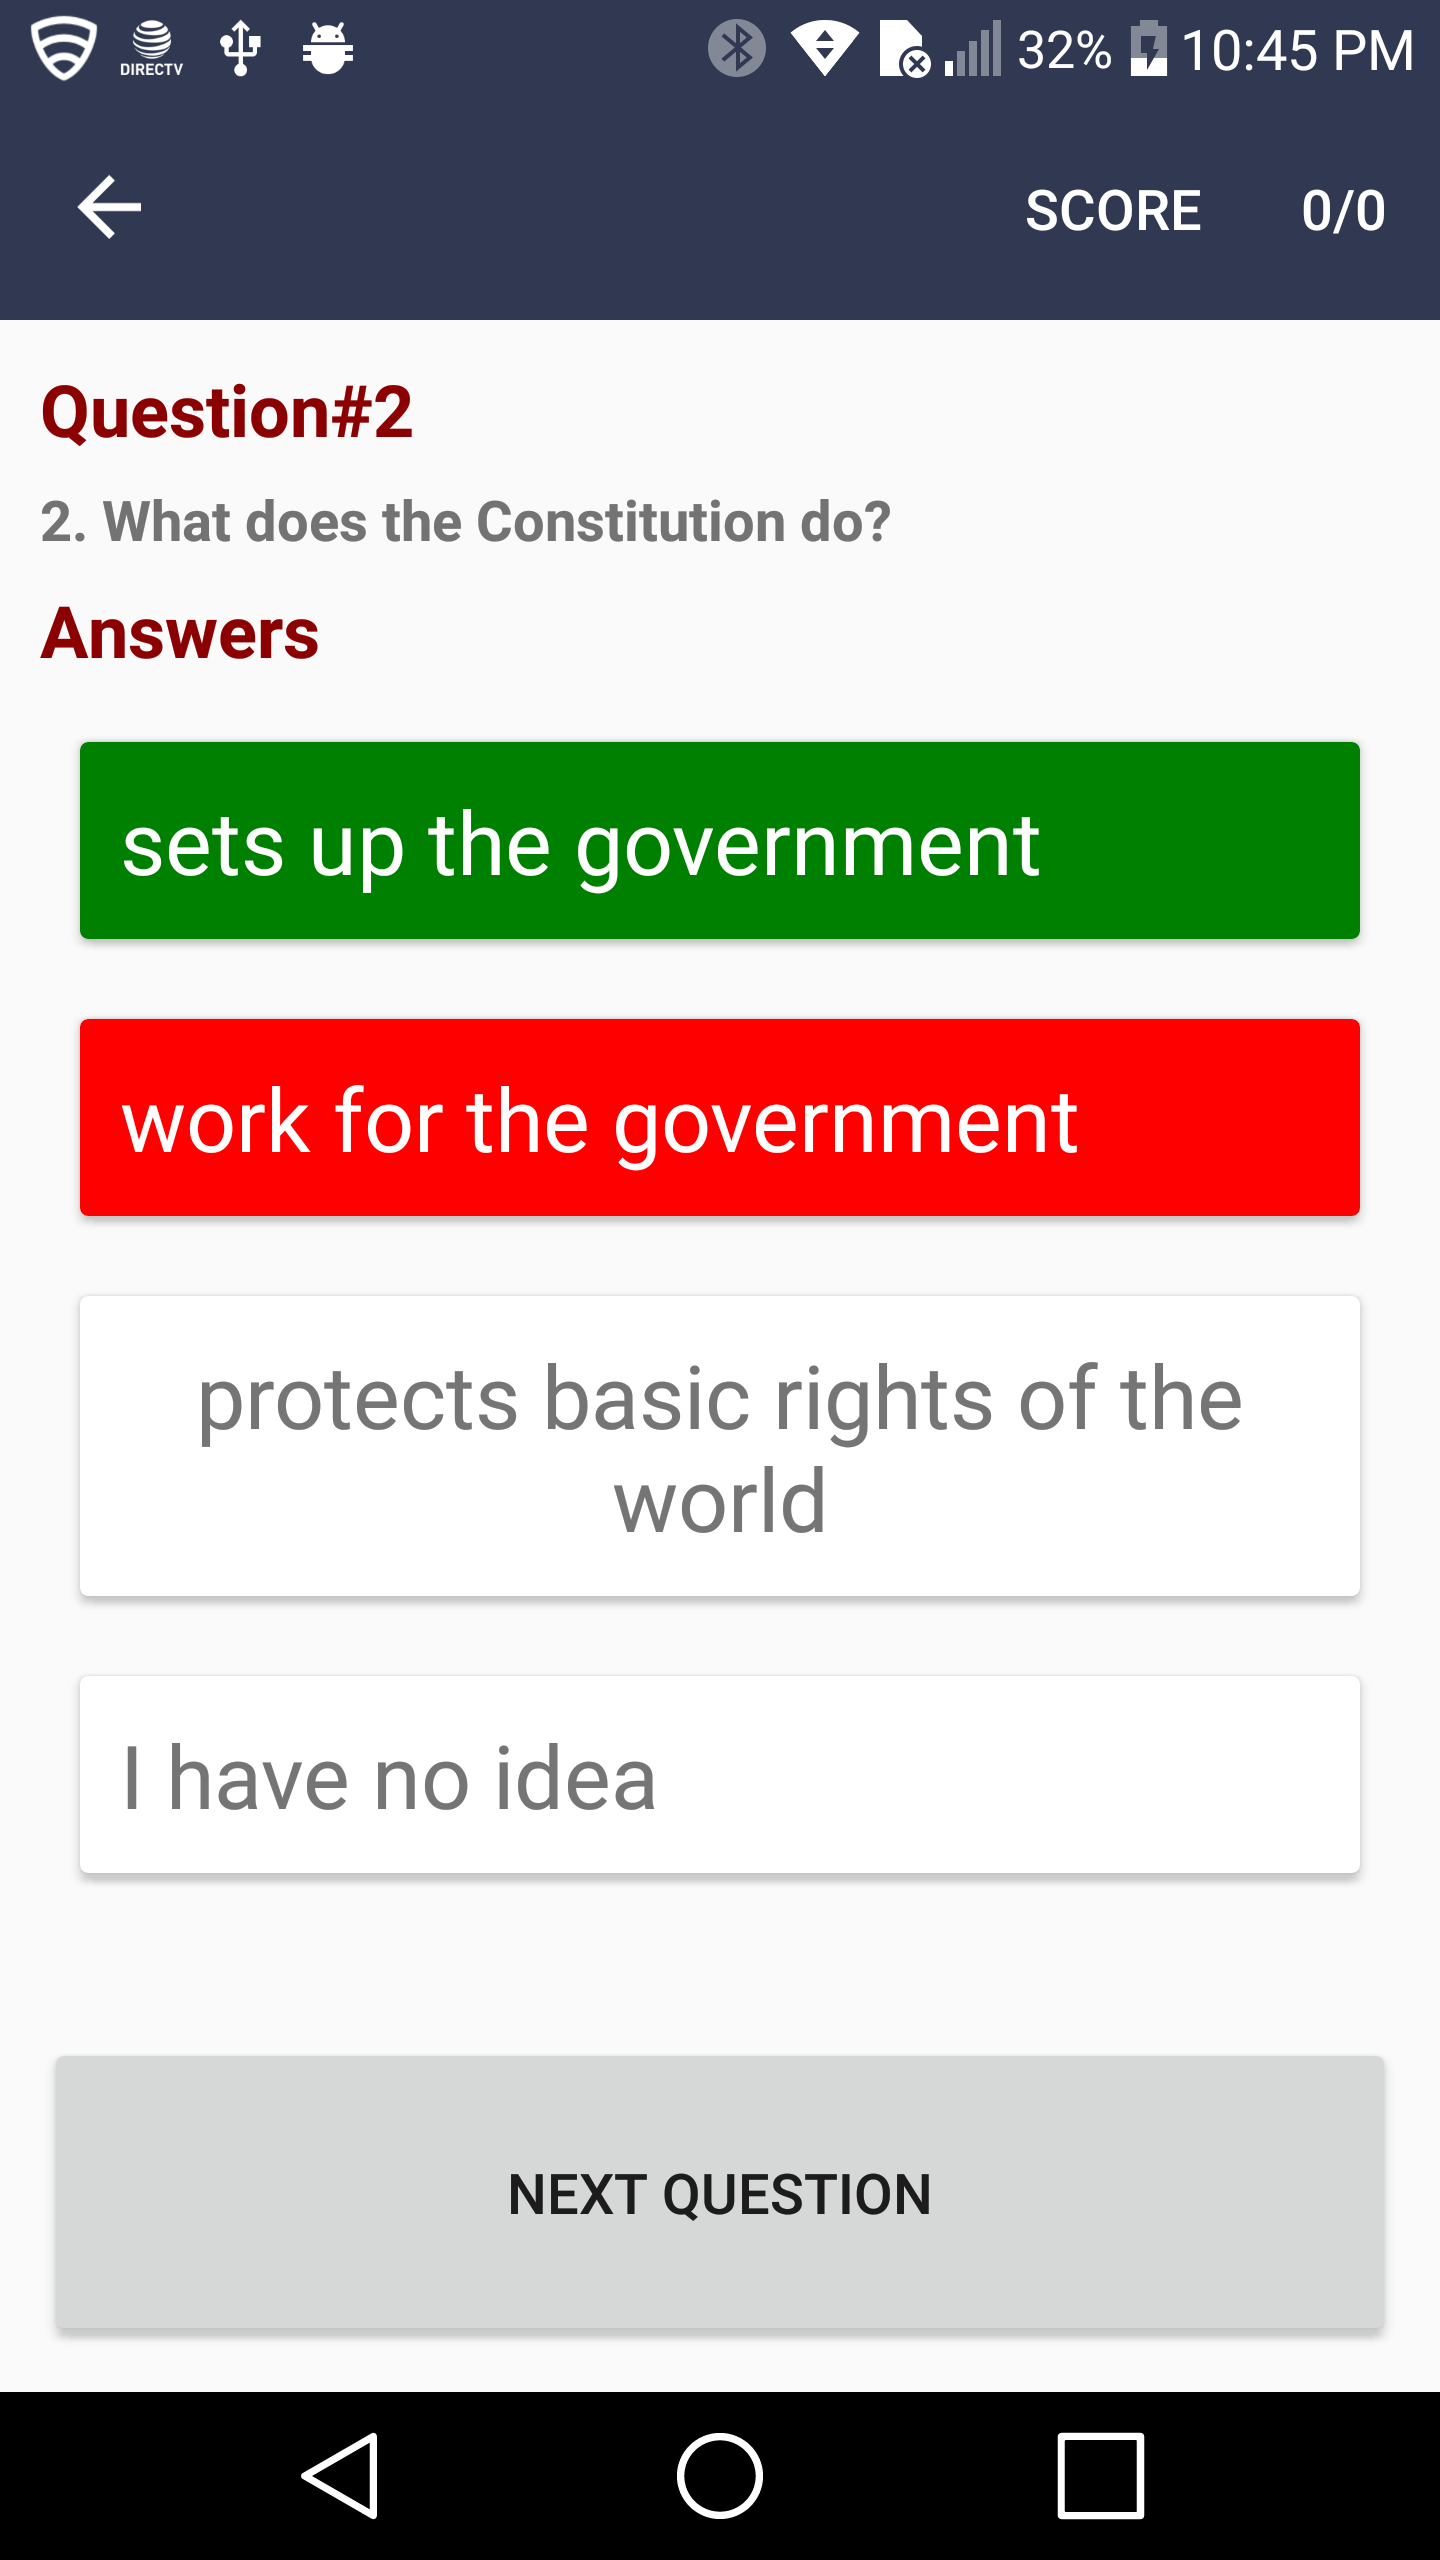 DIRECTV 32% 10:45 PM
SCORE 0/0
Question#2
2. What does the Constitution do?
Answers
sets up the government
work for the government
protects basic rights of the
world
I have no idea
NEXT QUESTION